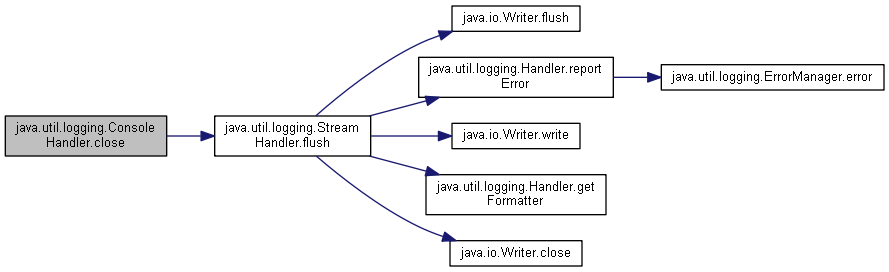 java.util.logging.Console
Handler.close
java.util.logging.Stream
Handler.flush
java.io.Writer.flush
java.util.logging.Handler.report
Error
java.util.logging.ErrorManager.error
java.io.Writer.write
java.util.logging.Handler.get
Formatter
java.io.Writer.close